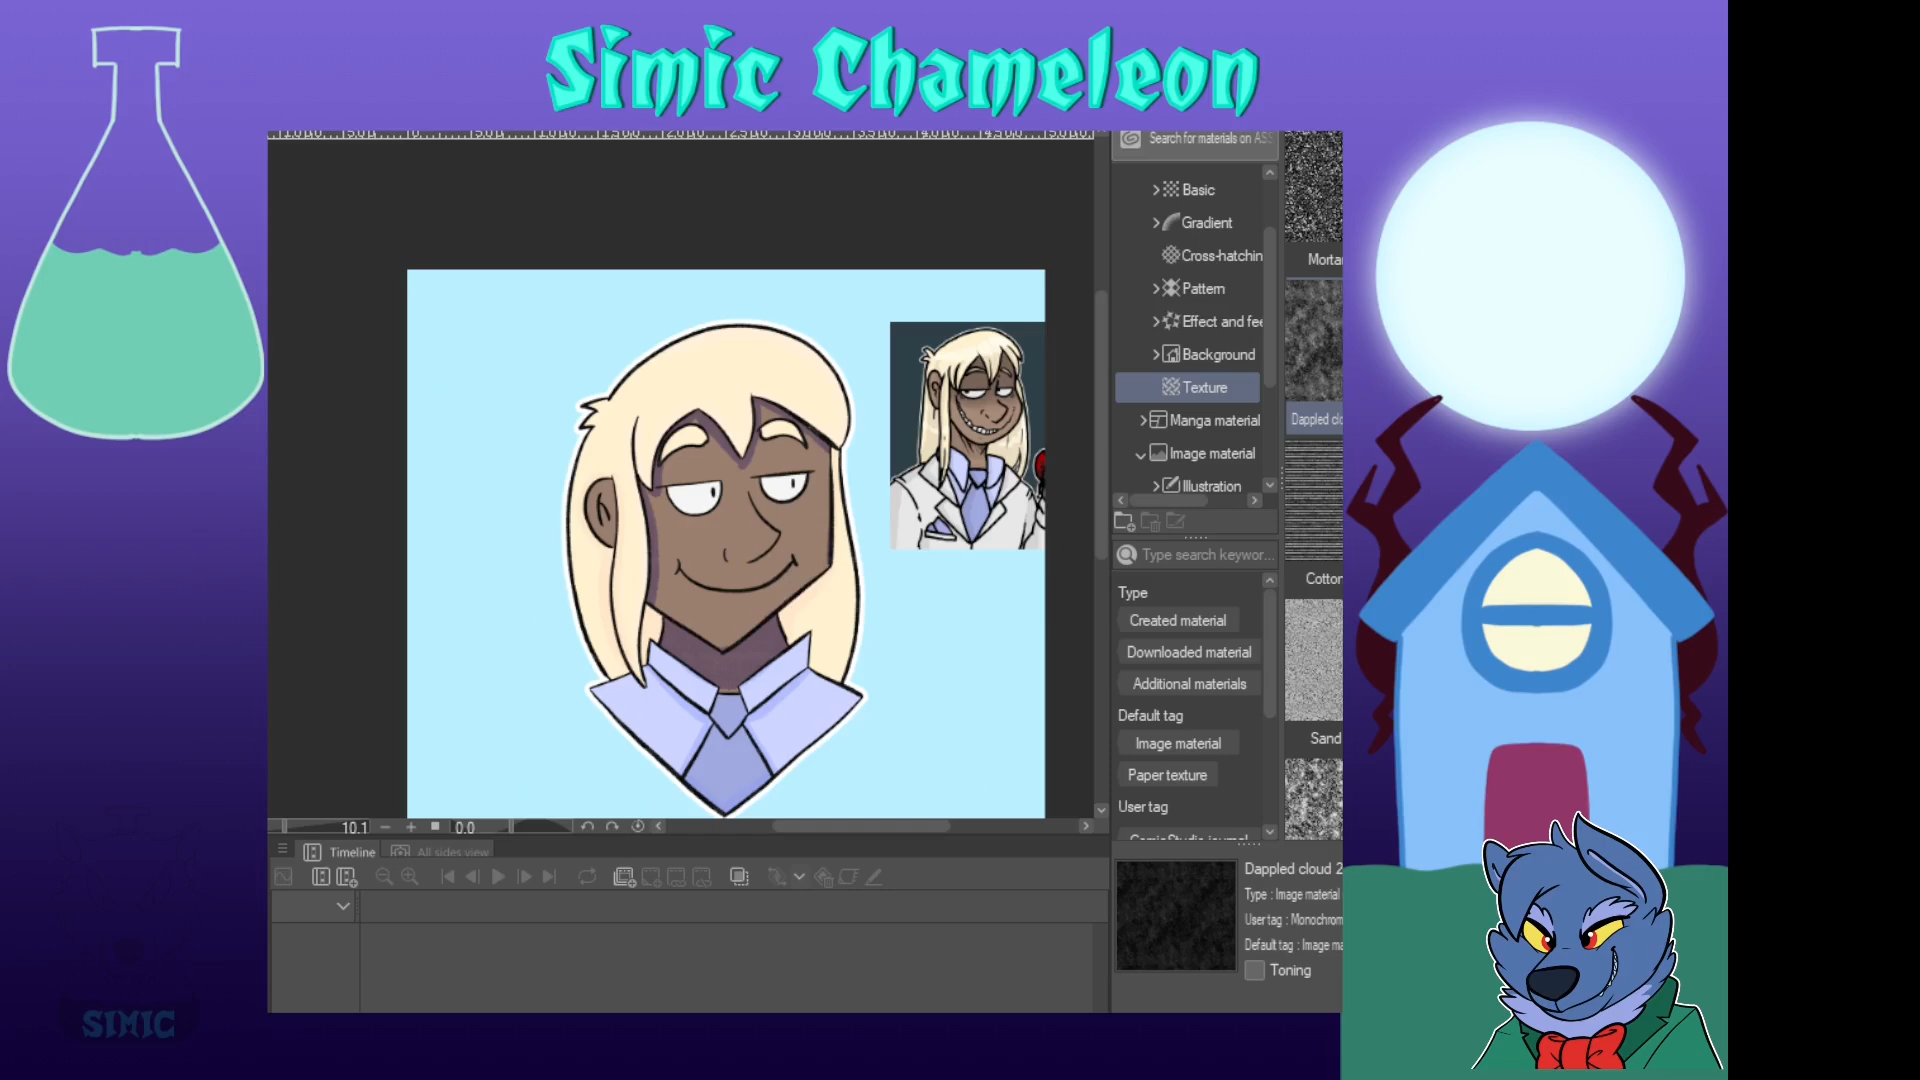 Simic Chameleon
Search for materials on ASS
Basic
Gradient
Cross-hatchin
Pattern
Effect and fee
Background
Texture
Manga material
Image material
Illustration
Morta
Dappled clo
Cotton
Sand
Type search keywor...
Type
Created material
Downloaded material
Additional materials
Default tag
Image material
Paper texture
User tag
10.1
0.0
Timeline
All sides view
Dappled cloud 2
Type : Image material
User tag : Monochrom
Default tag : Image ma
Toning
SIMIC